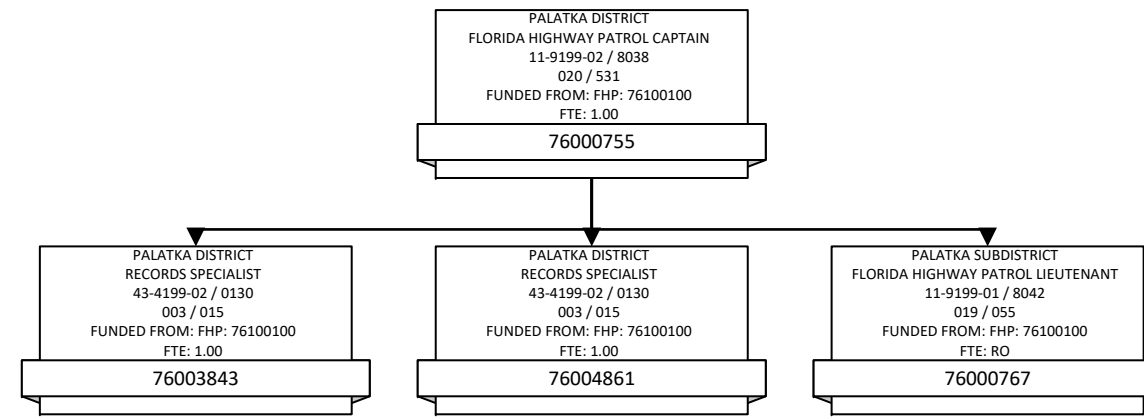 PALATKA DISTRICT
FLORIDA HIGHWAY PATROL CAPTAIN
11-9199-02 / 8038
020 / 531
FUNDED FROM: FHP: 76100100
FTE: 1.00
76000755
PALATKA DISTRICT
RECORDS SPECIALIST
43-4199-02 / 0130
003 / 015
FUNDED FROM: FHP: 76100100
FTE: 1.00
76003843
PALATKA DISTRICT
RECORDS SPECIALIST
43-4199-02 / 0130
003 / 015
FUNDED FROM: FHP: 76100100
FTE: 1.00
76004861
PALATKA SUBDISTRICT
FLORIDA HIGHWAY PATROL LIEUTENANT
11-9199-01 / 8042
019 / 055
FUNDED FROM: FHP: 76100100
FTE: RO
76000767